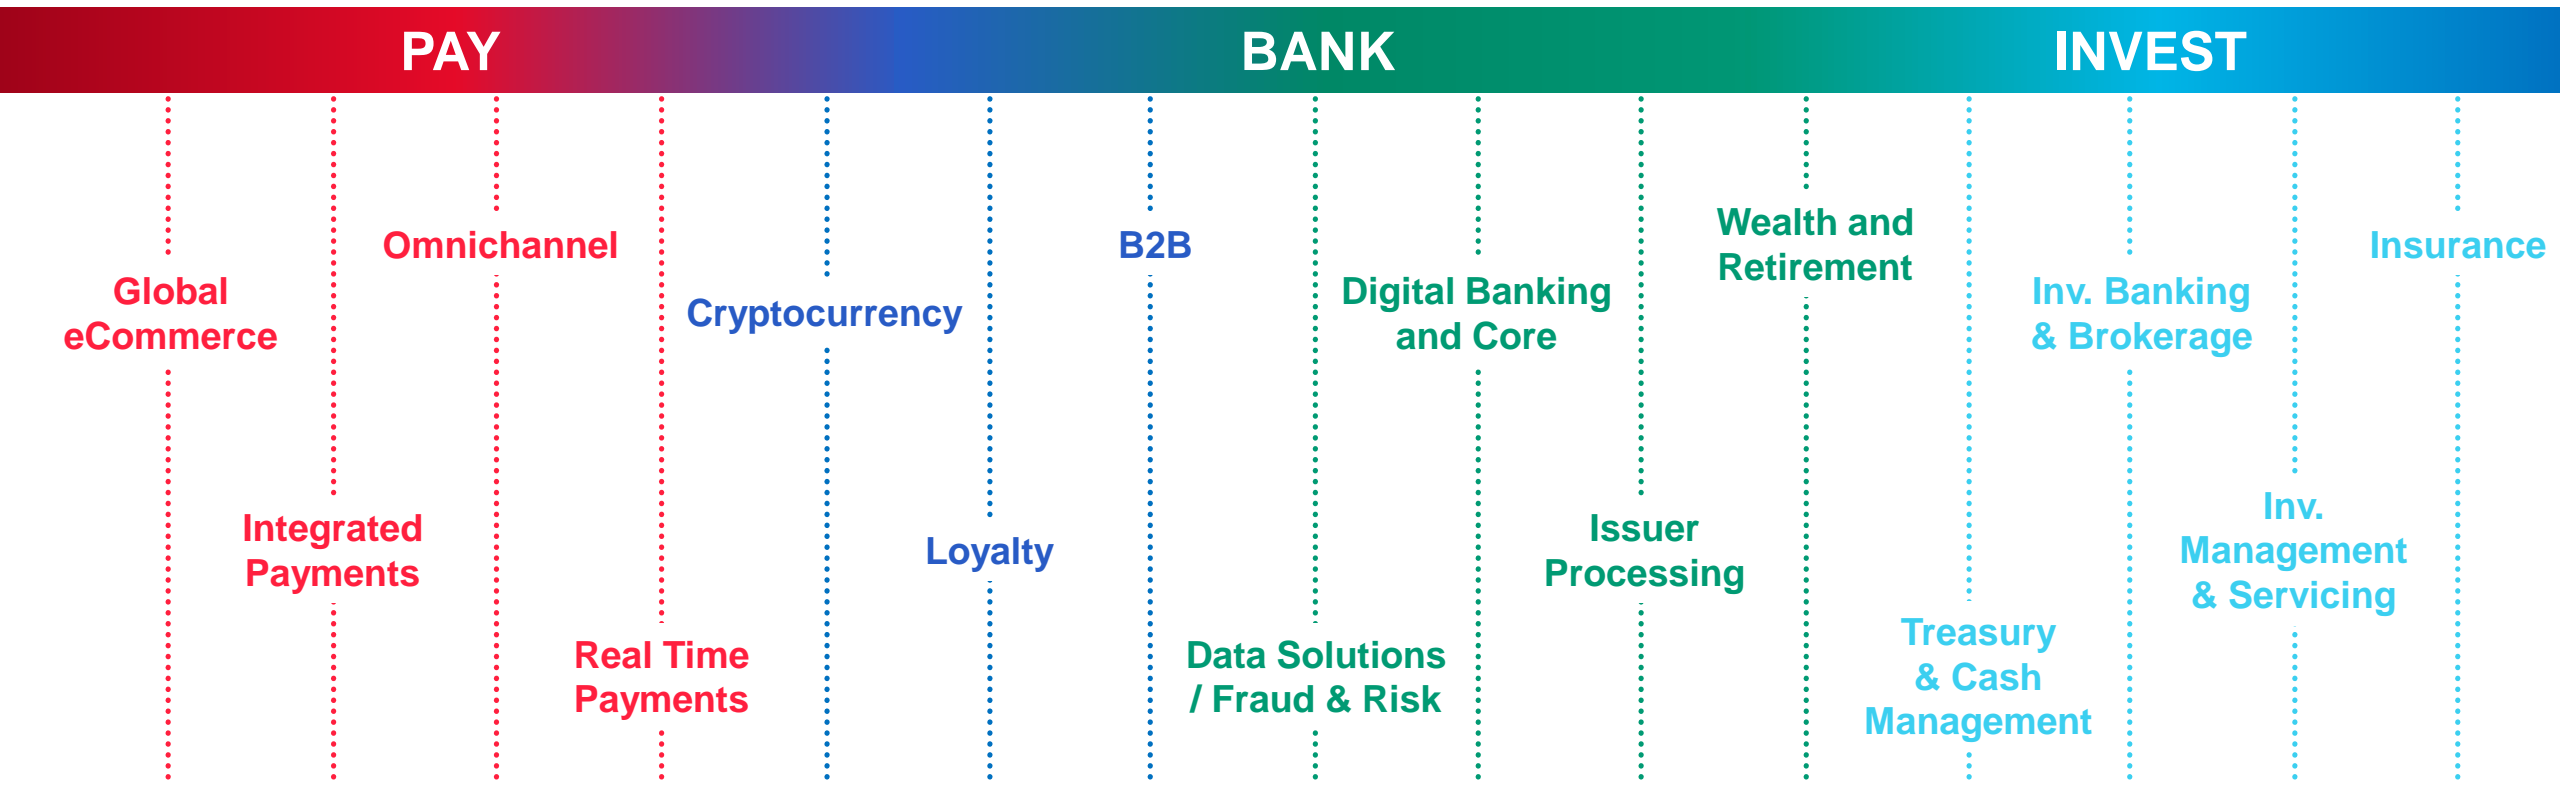 PAY
BANK
INVEST
Global
eCommerce
Integrated
Payments
Omnichannel
Real Time
Payments
Cryptocurrency
Loyalty
B2B
Data Solutions
/ Fraud & Risk
Digital Banking
and Core
Issuer
Processing
Wealth and
Retirement
Treasury
& Cash
Management
Inv. Banking
& Brokerage
Inv.
Management
& Servicing
Insurance